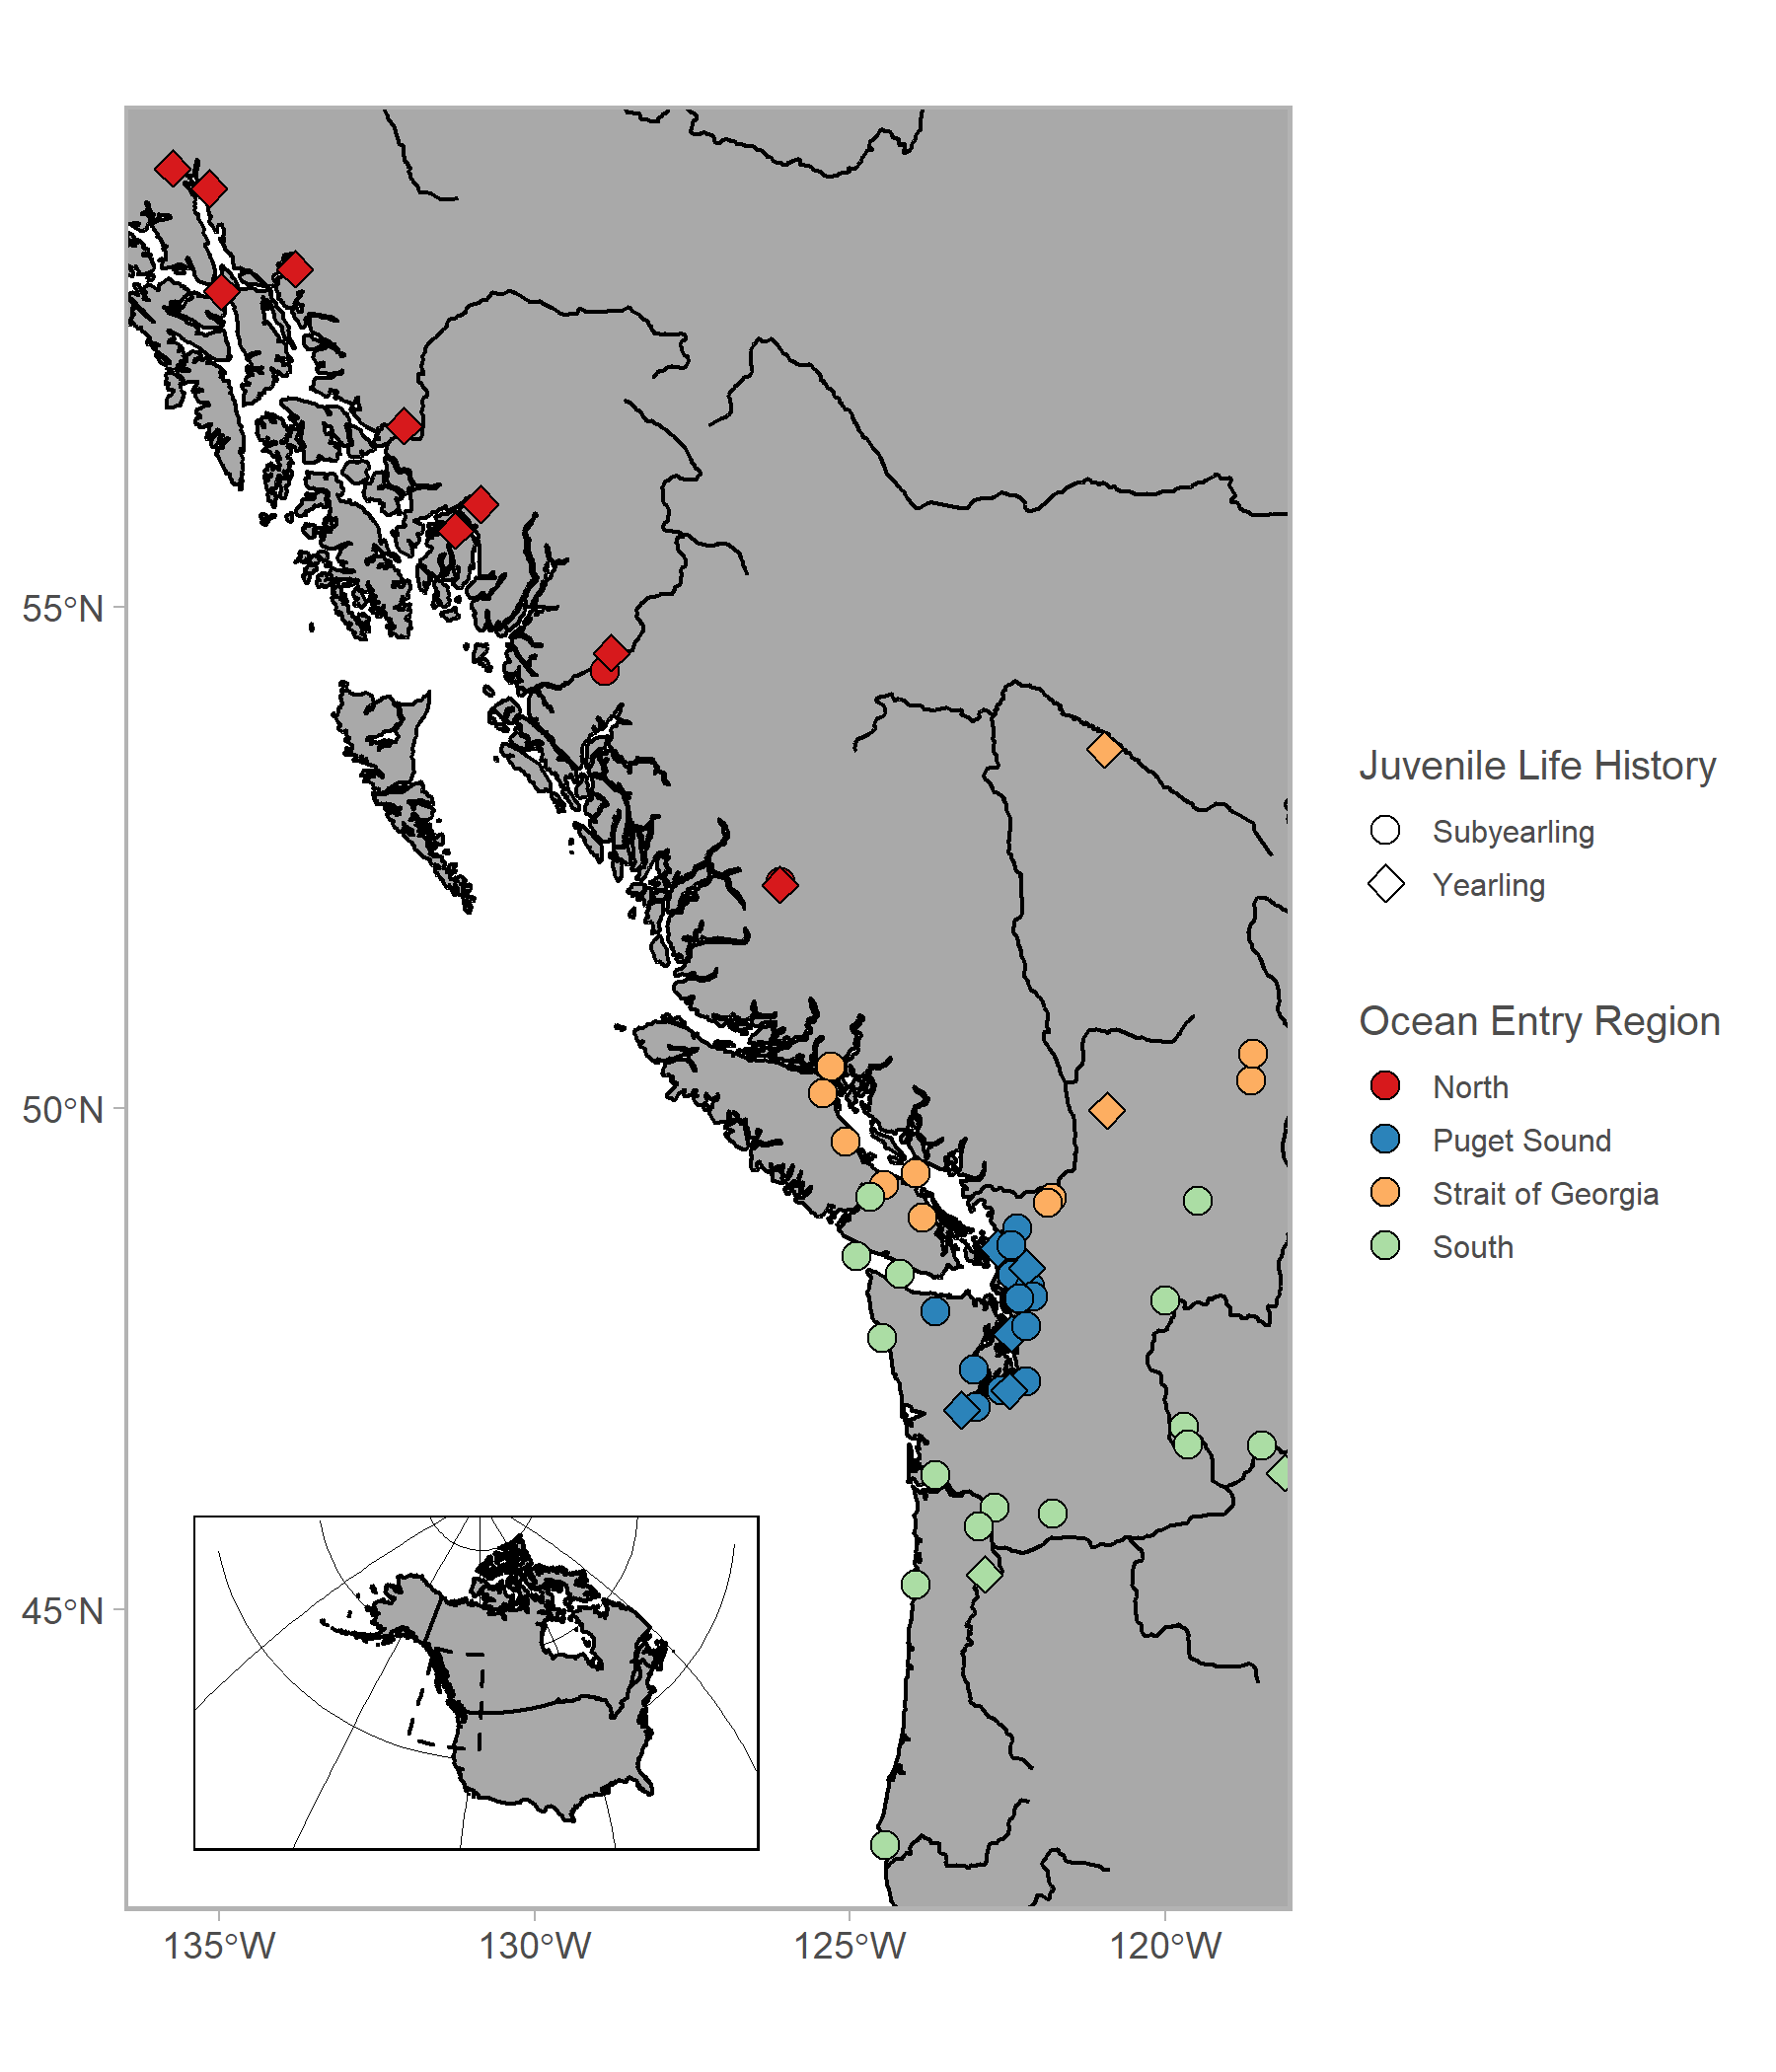 55°N
50°N
45°N
135°W
130°W
125°W
120°W
Juvenile Life History
Subyearling
Yearling
Ocean Entry Region
North
Puget Sound
Strait of Georgia
South